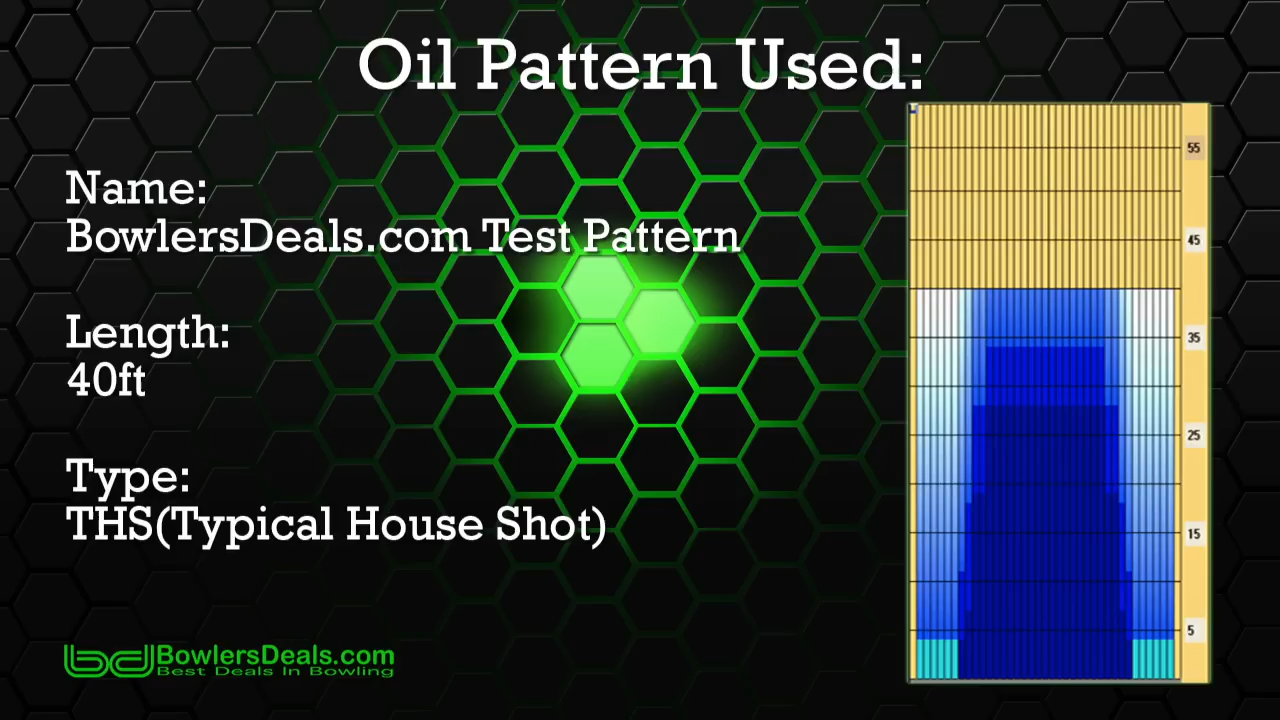 Oil Pattern Used:
Name:
BowlersDeals.com Test Pattern
Length:
40ft
Type:
THS(Typical House Shot)
55
45
35
25
15
5
bd BowlersDeals.com
Best Deals In Bowling